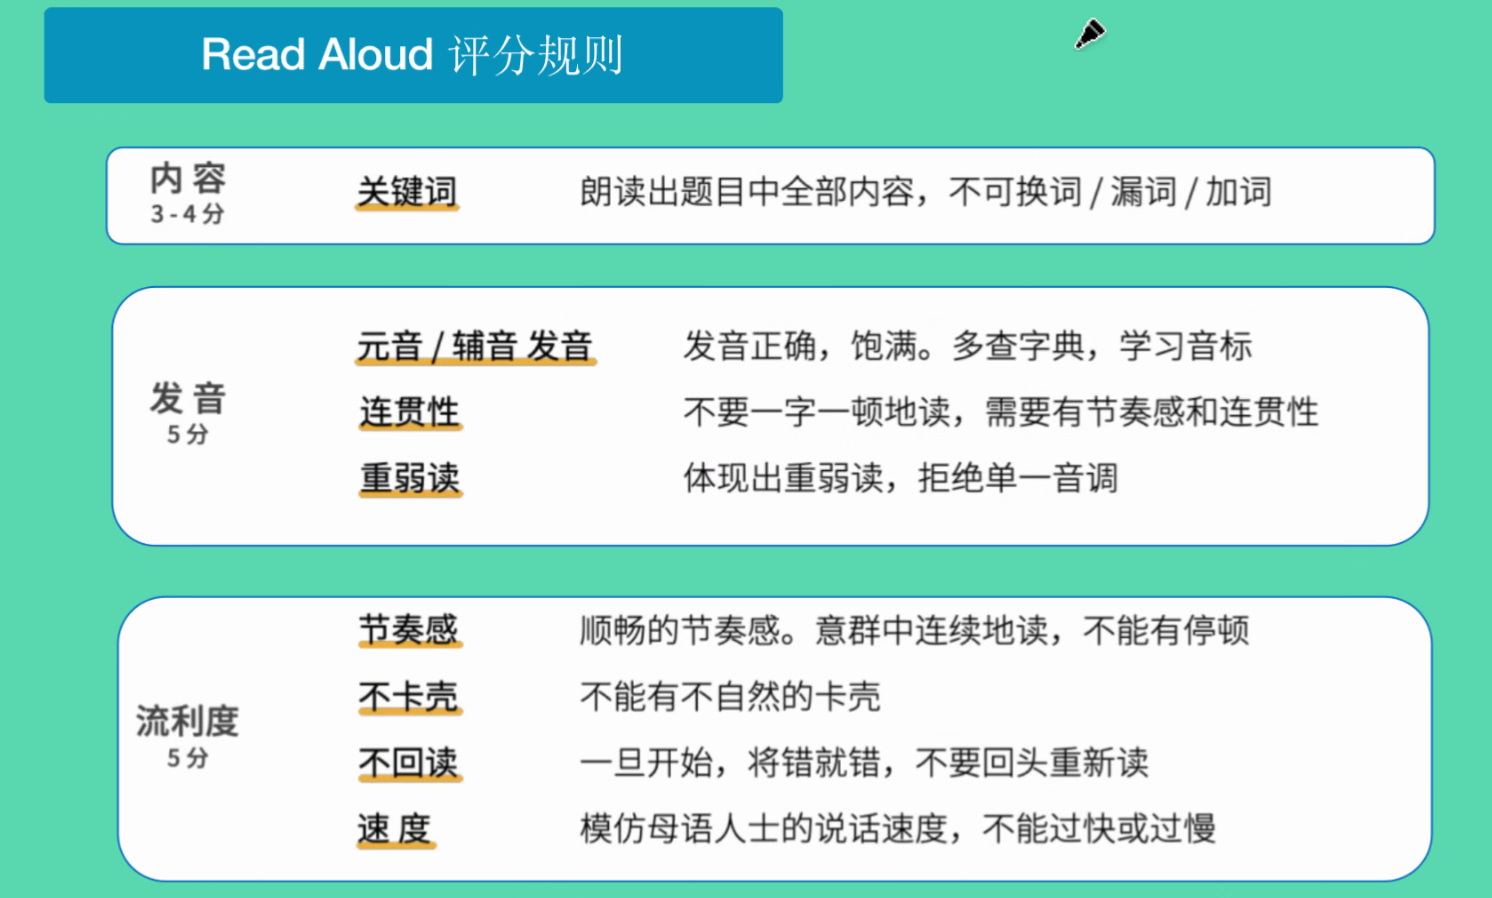 Read Aloud 评分规则
内 容
3 - 4 分
关键词 朗读出题目中全部内容，不可换词 / 漏词 / 加词
发 音
5 分
元音 / 辅音 发音 发音正确，饱满。多查字典，学习音标
连贯性 不要一字一顿地读，需要有节奏感和连贯性
重弱读 体现出重弱读，拒绝单一音调
流利度
5 分
节奏感 顺畅的节奏感。意群中连续地读，不能有停顿
不卡壳 不能有不自然的卡壳
不回读 一旦开始，将错就错，不要回头重新读
速 度 模仿母语人士的说话速度，不能过快或过慢